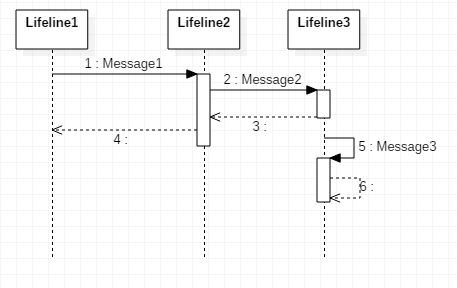 Lifeline1
Lifeline2
Lifeline3
1 : Message1
2 : Message2
3 :
4 :
5 : Message3
6 :